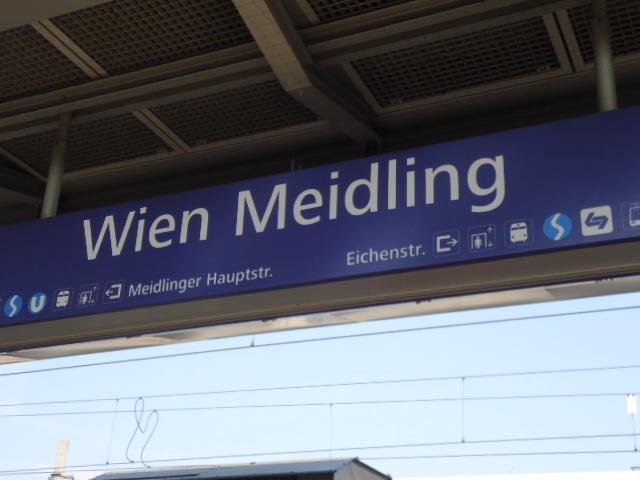 Wien Meidling
S U Meidlinger Hauptstr.
Eichenstr. S